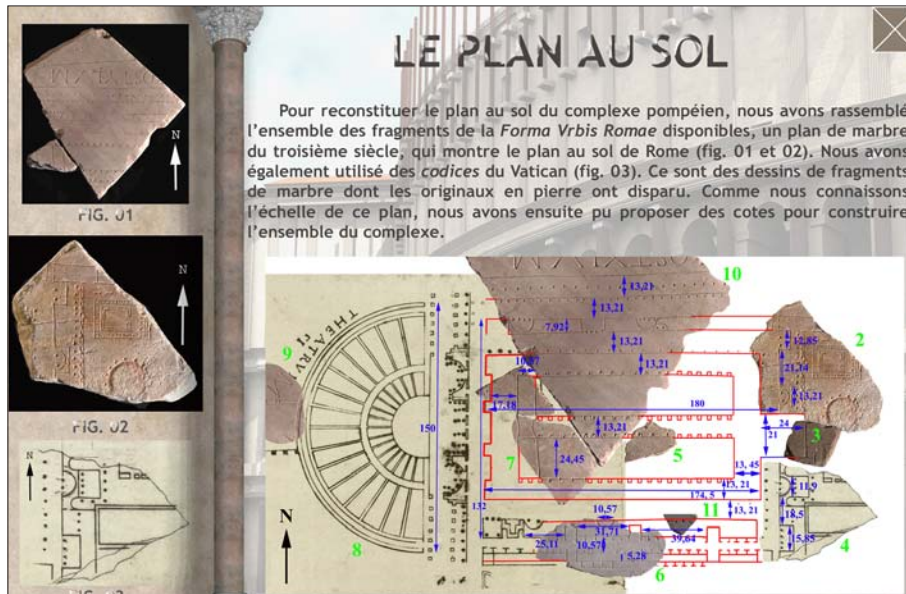 LE PLAN AU SOL
Pour reconstituer le plan au sol du complexe pompéien, nous avons rassemblé
l'ensemble des fragments de la Forma Vrbis Romae disponibles, un plan de marbre
du troisième siècle, qui montre le plan au sol de Rome (fig. 01 et 02). Nous avons
également utilisé des codices du Vatican (fig. 03). Ce sont des dessins de fragments
de marbre dont les originaux en pierre ont disparu. Comme nous connaissons
l'échelle de ce plan, nous avons ensuite pu proposer des cotes pour construire
l'ensemble du complexe.
N
FIG. 01
N
FIG. 02
N
THEATRV
10
13,21
13,21
7,92
13,21
12,85
2
9
10,57
13,21
21,14
17,18
180
13,21
150
13,21
24
3
21
7
24,45
5
13, 45
13, 21
11,9
174, 5
132
11
13, 21
18,5
10,57
N
31,71
25,11
39,64
15,85
4
8
10,57
6